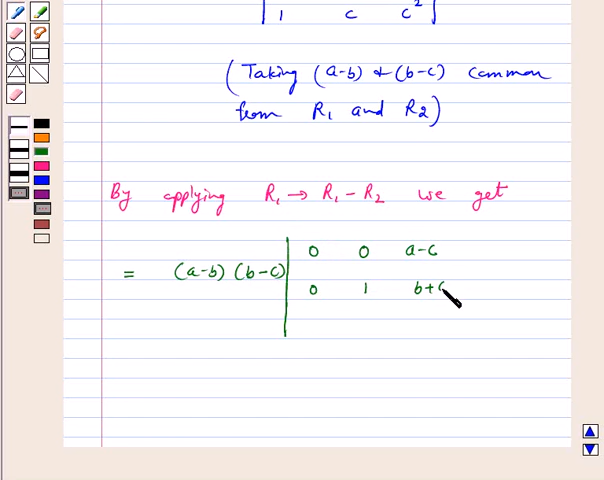 | 1 c c² |
(Taking (a-b) & (b-c) common
from R₁ and R₂)
By applying R₁ → R₁ - R₂ we get
= (a-b) (b-c) | 0 0 a-c
0 1 b+c